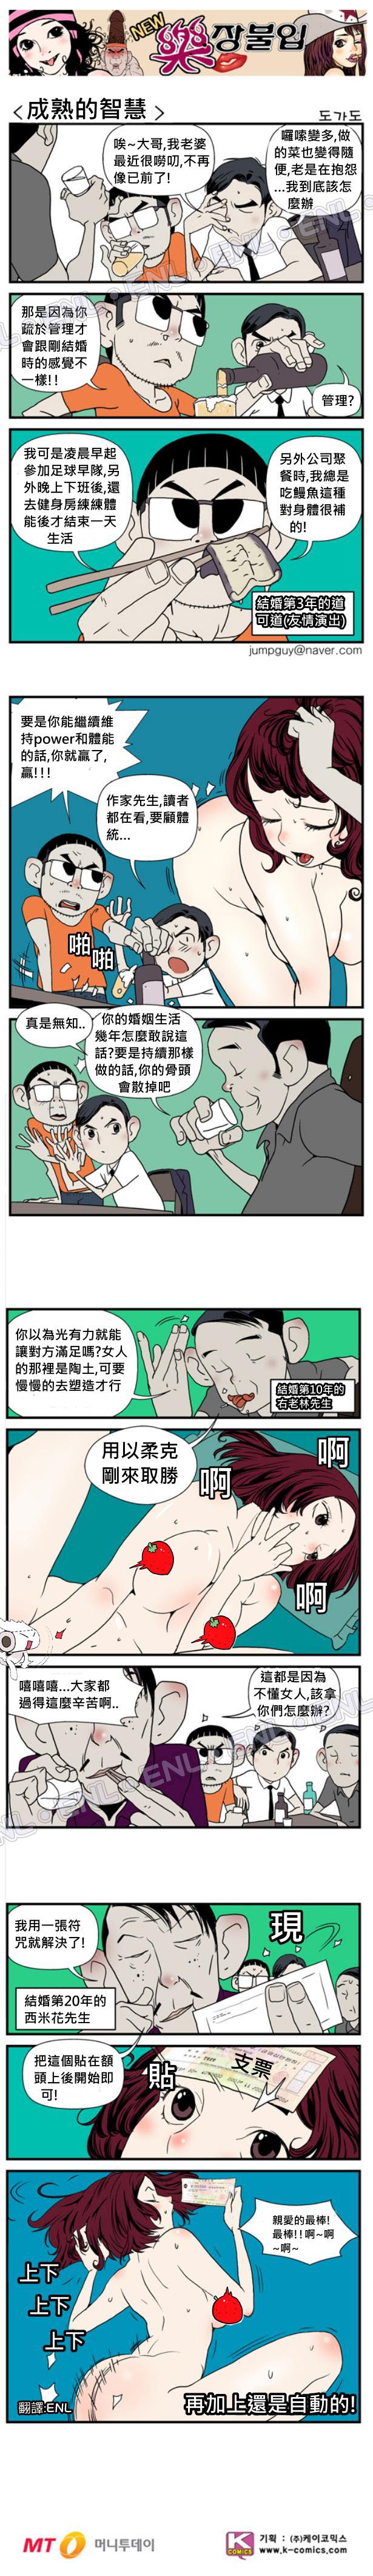 NEW 樂 장불입
<成熟的智慧>
도가도
唉~大哥,我老婆
最近很嘮叨,不再
像已前了!
囉嗦變多,做
的菜也變得隨
便,老是在抱怨
...我到底該怎
麼辦
那是因為你
疏於管理才
會跟剛結婚
時的感覺不
一樣!!
管理?
我可是凌晨早起
參加足球早隊,另
外晚上下班後,還
去健身房練練體
能後才結束一天
生活
另外公司聚
餐時,我總是
吃鰻魚這種
對身體很補
的!
結婚第3年的道
可道(友情演出)
jumpguy@naver.com
要是你能繼續維
持power和體能
的話,你就贏了,
贏!!!
作家先生,讀者
都在看,要顧體
統...
啪
啪
真是無知..
你的婚姻生活
幾年怎麼敢說這
話?要是持續那樣
做的話,你的骨頭
會散掉吧
你以為光有力就能
讓對方滿足嗎?女人
的那裡是陶土,可要
慢慢的去塑造才行
結婚第10年的
右老林先生
用以柔克
剛來取勝
啊
啊
啊
嘻嘻嘻...大家都
過得這麼辛苦啊..
這都是因為
不懂女人,該拿
你們怎麼辦?
我用一張符
咒就解決了!
現
結婚第20年的
西米花先生
把這個貼在額
頭上後開始即
可!
貼
支票
親愛的最棒!
最棒!!啊~啊
~啊~
上下
上下
上下
翻譯:ENL
再加上還是自動的!
MT 머니투데이
K COMICS
기획 : (주)케이코믹스
www.k-comics.com